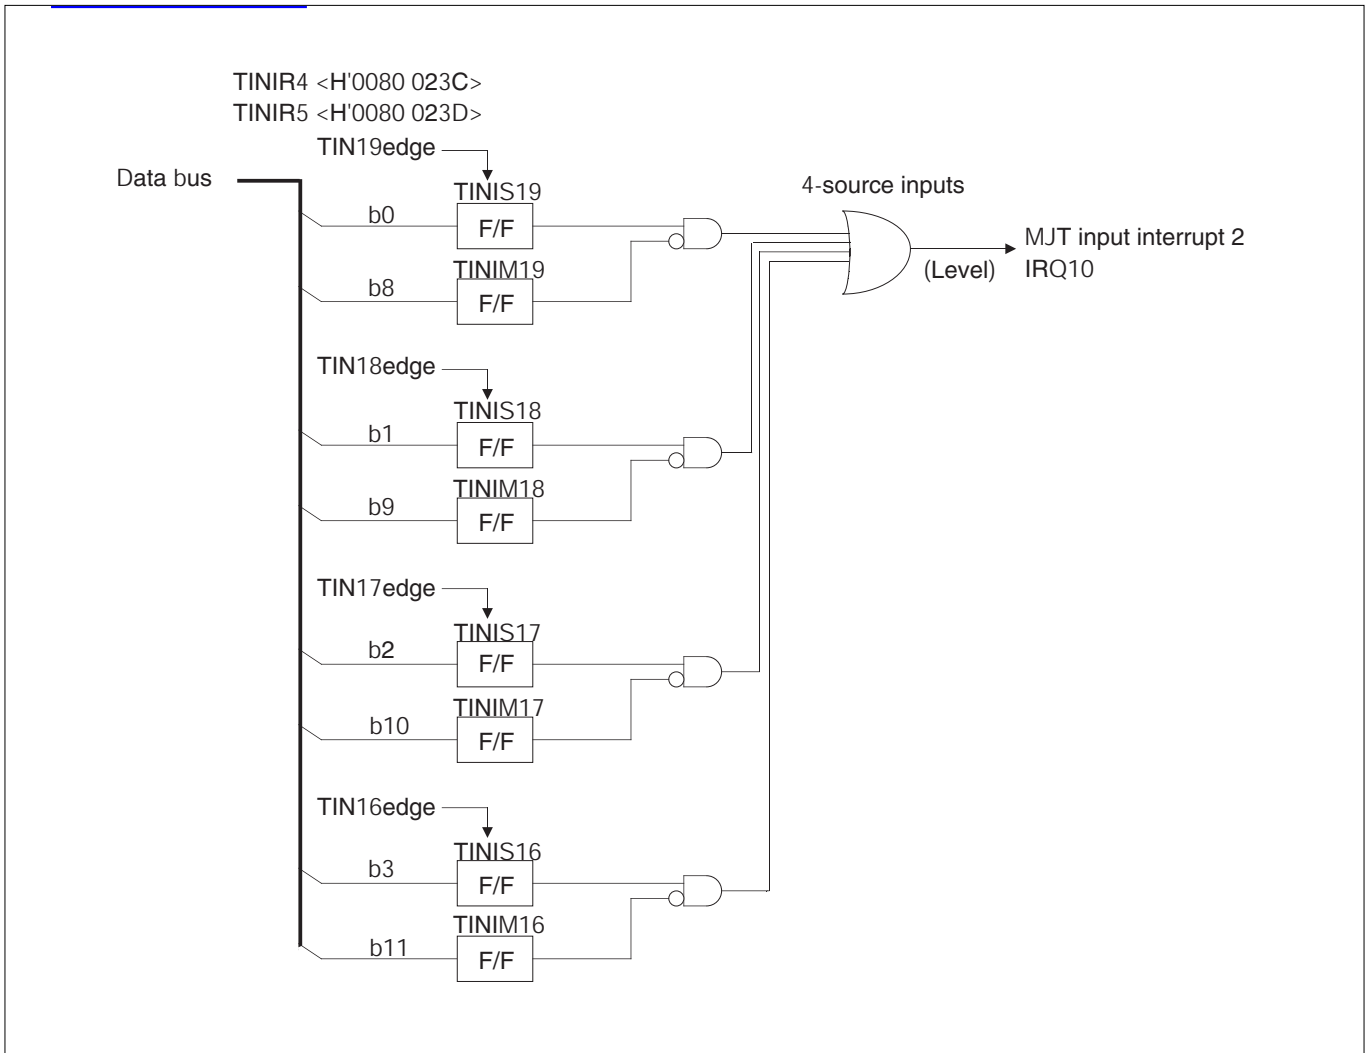 TINIR4 <H'0080 023C>
TINIR5 <H'0080 023D>
TIN19edge
Data bus
TINIS19
4-source inputs
b0
F/F
MJT input interrupt 2
TINIM19
(Level)
IRQ10
b8
F/F
TIN18edge
TINIS18
b1
F/F
TINIM18
b9
F/F
TIN17edge
TINIS17
b2
F/F
TINIM17
b10
F/F
TIN16edge
TINIS16
b3
F/F
TINIM16
b11
F/F